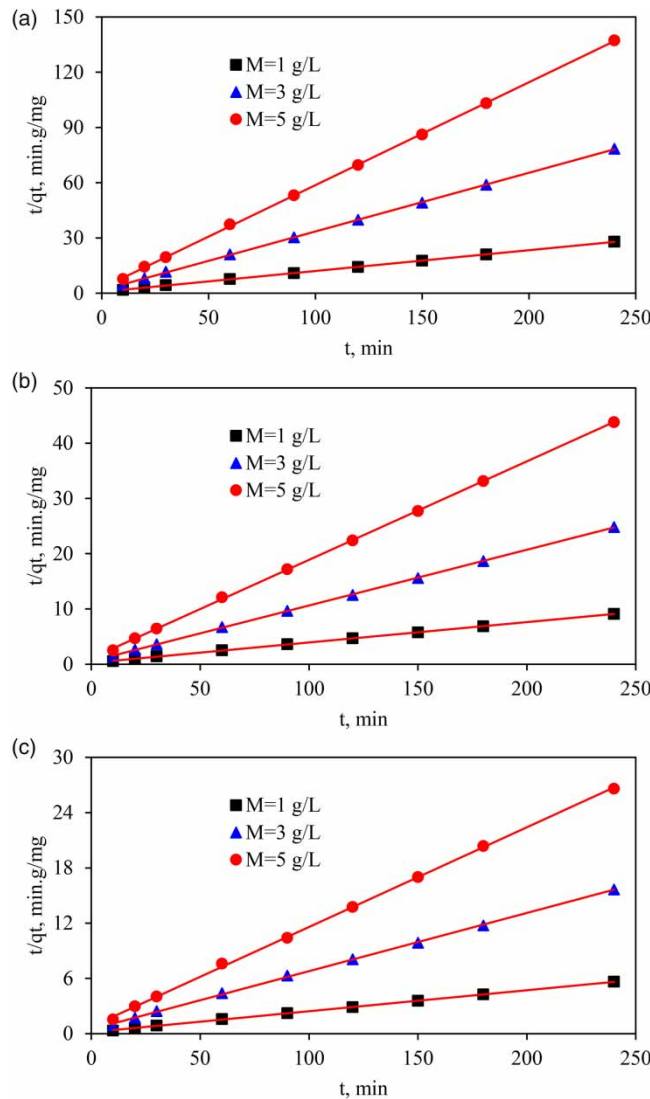 (a)
150
120
90
60
30
0
t/qt, min.g/mg
M=1 g/L
M=3 g/L
M=5 g/L
0 50 100 150 200 250
t, min
(b)
50
40
30
20
10
0
t/qt, min.g/mg
M=1 g/L
M=3 g/L
M=5 g/L
0 50 100 150 200 250
t, min
(c)
30
24
18
12
6
0
t/qt, min.g/mg
M=1 g/L
M=3 g/L
M=5 g/L
0 50 100 150 200 250
t, min